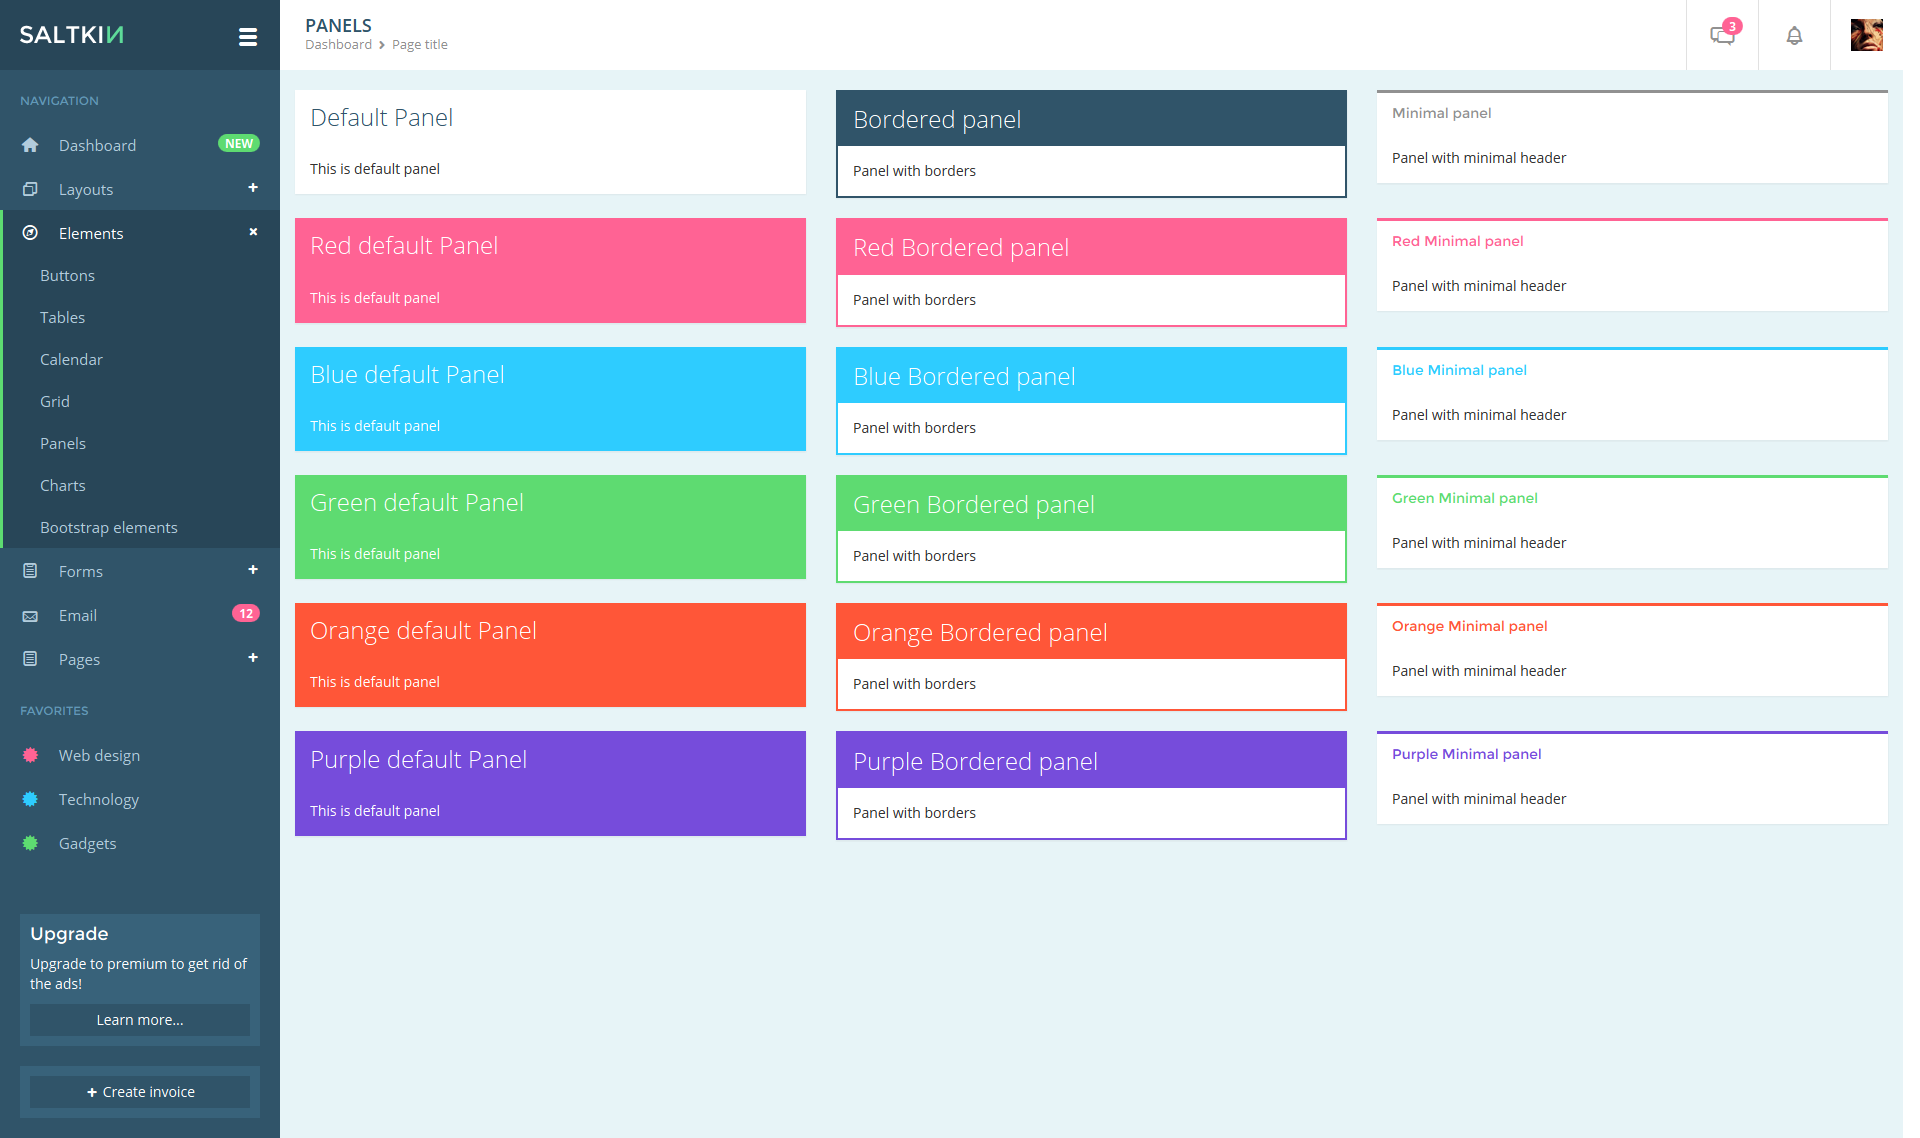 SALTKIN
NAVIGATION
Dashboard
NEW
Layouts
+
Elements
×
Buttons
Tables
Calendar
Grid
Panels
Charts
Bootstrap elements
Forms
+
Email
12
Pages
+
FAVORITES
Web design
Technology
Gadgets
Upgrade
Upgrade to premium to get rid of
the ads!
Learn more...
+ Create invoice
PANELS
Dashboard > Page title
3
Default Panel
This is default panel
Bordered panel
Panel with borders
Minimal panel
Panel with minimal header
Red default Panel
This is default panel
Red Bordered panel
Panel with borders
Red Minimal panel
Panel with minimal header
Blue default Panel
This is default panel
Blue Bordered panel
Panel with borders
Blue Minimal panel
Panel with minimal header
Green default Panel
This is default panel
Green Bordered panel
Panel with borders
Green Minimal panel
Panel with minimal header
Orange default Panel
This is default panel
Orange Bordered panel
Panel with borders
Orange Minimal panel
Panel with minimal header
Purple default Panel
This is default panel
Purple Bordered panel
Panel with borders
Purple Minimal panel
Panel with minimal header